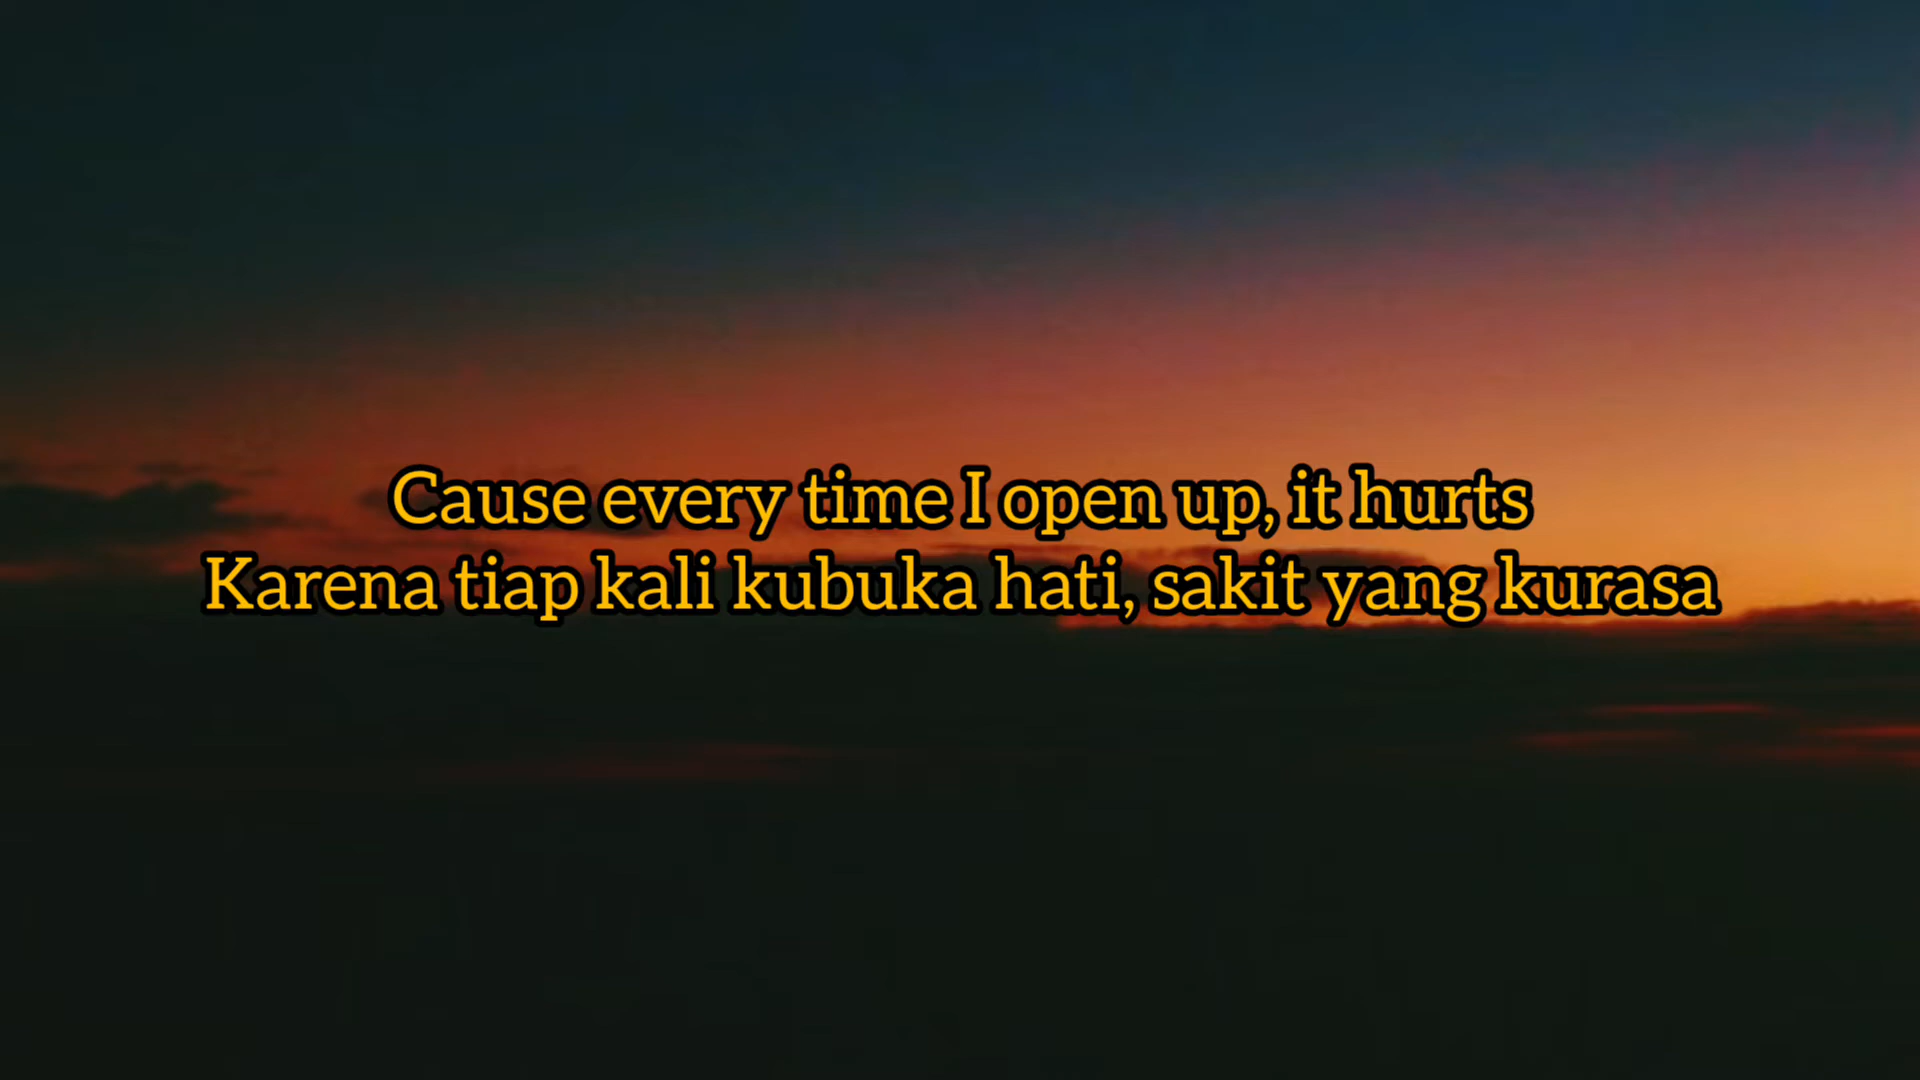 Cause every time I open up, it hurts
Karena tiap kali kubuka hati, sakit yang kurasa